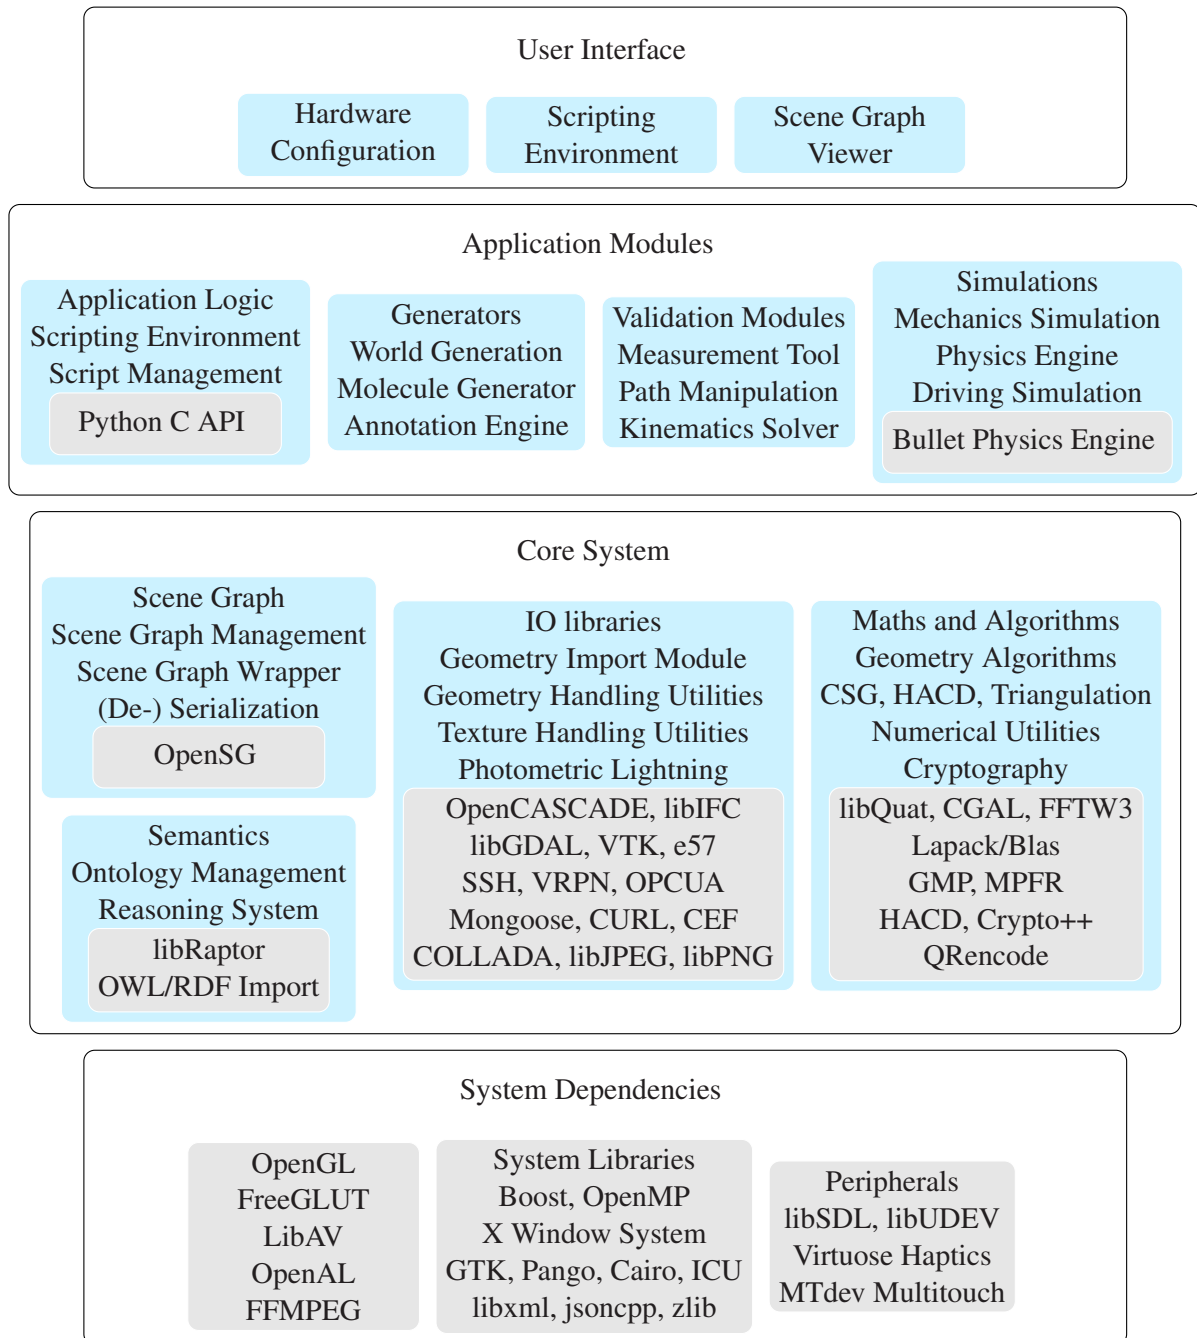 User Interface
Hardware
Configuration
Scripting
Environment
Scene Graph
Viewer
Application Modules
Application Logic
Scripting Environment
Script Management
Python C API
Generators
World Generation
Molecule Generator
Annotation Engine
Validation Modules
Measurement Tool
Path Manipulation
Kinematics Solver
Simulations
Mechanics Simulation
Physics Engine
Driving Simulation
Bullet Physics Engine
Core System
Scene Graph
Scene Graph Management
Scene Graph Wrapper
(De-) Serialization
OpenSG
Semantics
Ontology Management
Reasoning System
libRaptor
OWL/RDF Import
IO libraries
Geometry Import Module
Geometry Handling Utilities
Texture Handling Utilities
Photometric Lightning
OpenCASCADE, libIFC
libGDAL, VTK, e57
SSH, VRPN, OPCUA
Mongoose, CURL, CEF
COLLADA, libJPEG, libPNG
Maths and Algorithms
Geometry Algorithms
CSG, HACD, Triangulation
Numerical Utilities
Cryptography
libQuat, CGAL, FFTW3
Lapack/Blas
GMP, MPFR
HACD, Crypto++
QRencode
System Dependencies
OpenGL
FreeGLUT
LibAV
OpenAL
FFMPEG
System Libraries
Boost, OpenMP
X Window System
GTK, Pango, Cairo, ICU
libxml, jsoncpp, zlib
Peripherals
libSDL, libUDEV
Virtuose Haptics
MTdev Multitouch